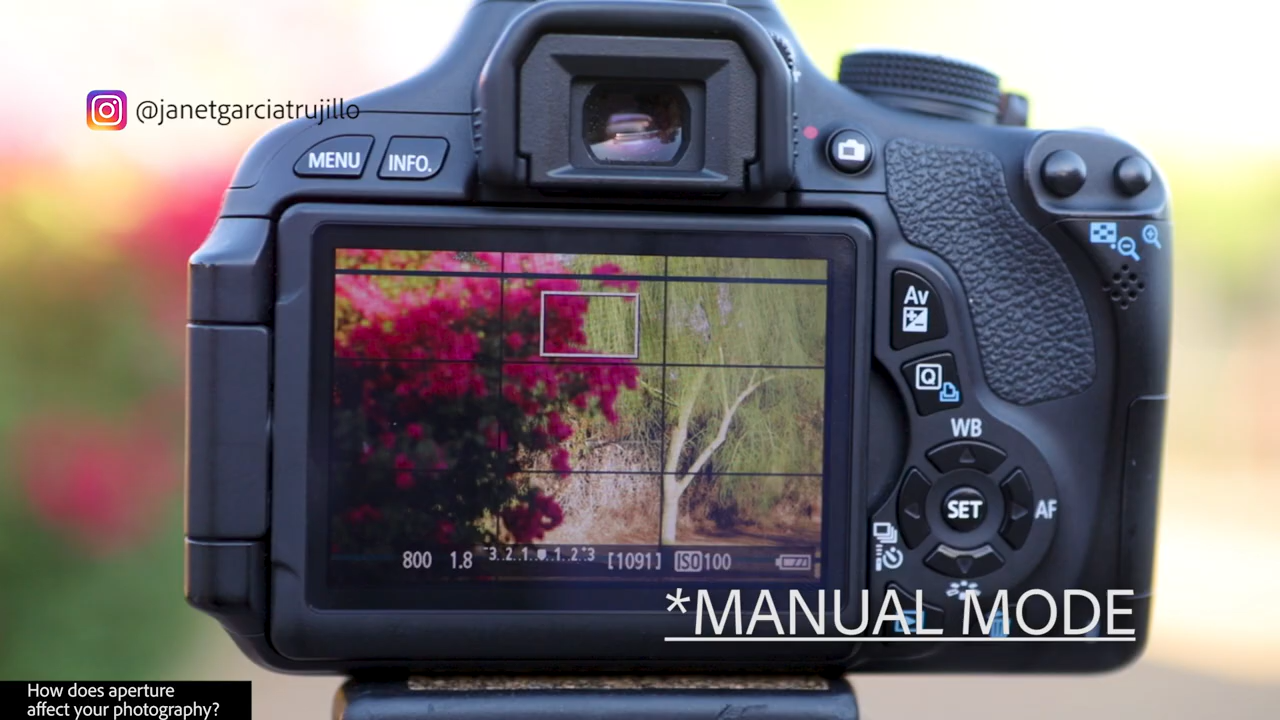 @janetgarciatrujillo
MENU
INFO.
Av
Q
WB
800 1.8 -3..2..1..▼..1..2..+3 [1091] ISO100
SET
AF
*MANUAL MODE
How does aperture
affect your photography?